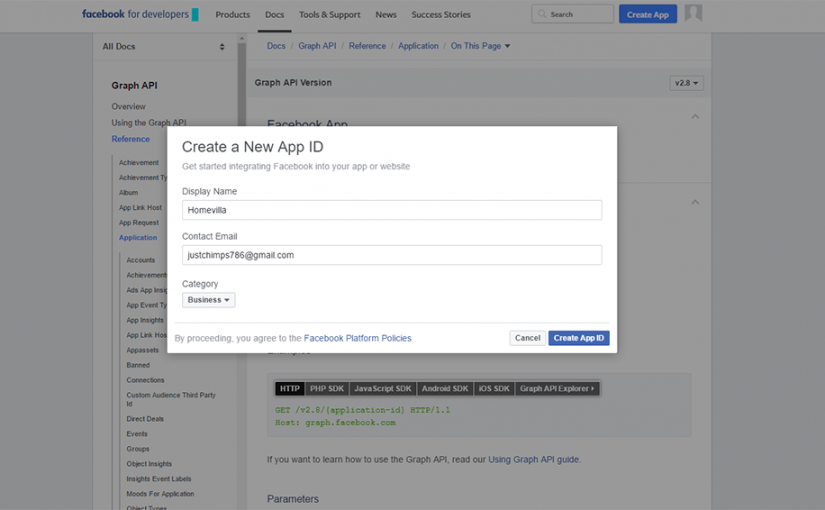 facebook for developers
Products Docs Tools & Support News Success Stories
Search
Create App
All Docs
Docs / Graph API / Reference / Application / On This Page
Graph API
Graph API Version
v2.8
Overview
Using the Graph API
Reference
Facebook App
Create a New App ID
Get started integrating Facebook into your app or website
Display Name
Homevilla
Contact Email
justchimps786@gmail.com
Category
Business
By proceeding, you agree to the Facebook Platform Policies
Cancel
Create App ID
Achievement
Achievement Ty
Album
App Link Host
App Request
Application
Accounts
Achievements
Ads App Insig
App Event Ty
App Insights
App Link Hos
Appassets
Banned
Connections
Custom Audience Third Party
Id
Direct Deals
Events
Groups
Object Insights
Insights Event Labels
Moods For Application
Object Types
HTTP PHP SDK JavaScript SDK Android SDK iOS SDK Graph API Explorer
GET /v2.8/{application-id} HTTP/1.1
Host: graph.facebook.com
If you want to learn how to use the Graph API, read our Using Graph API guide.
Parameters